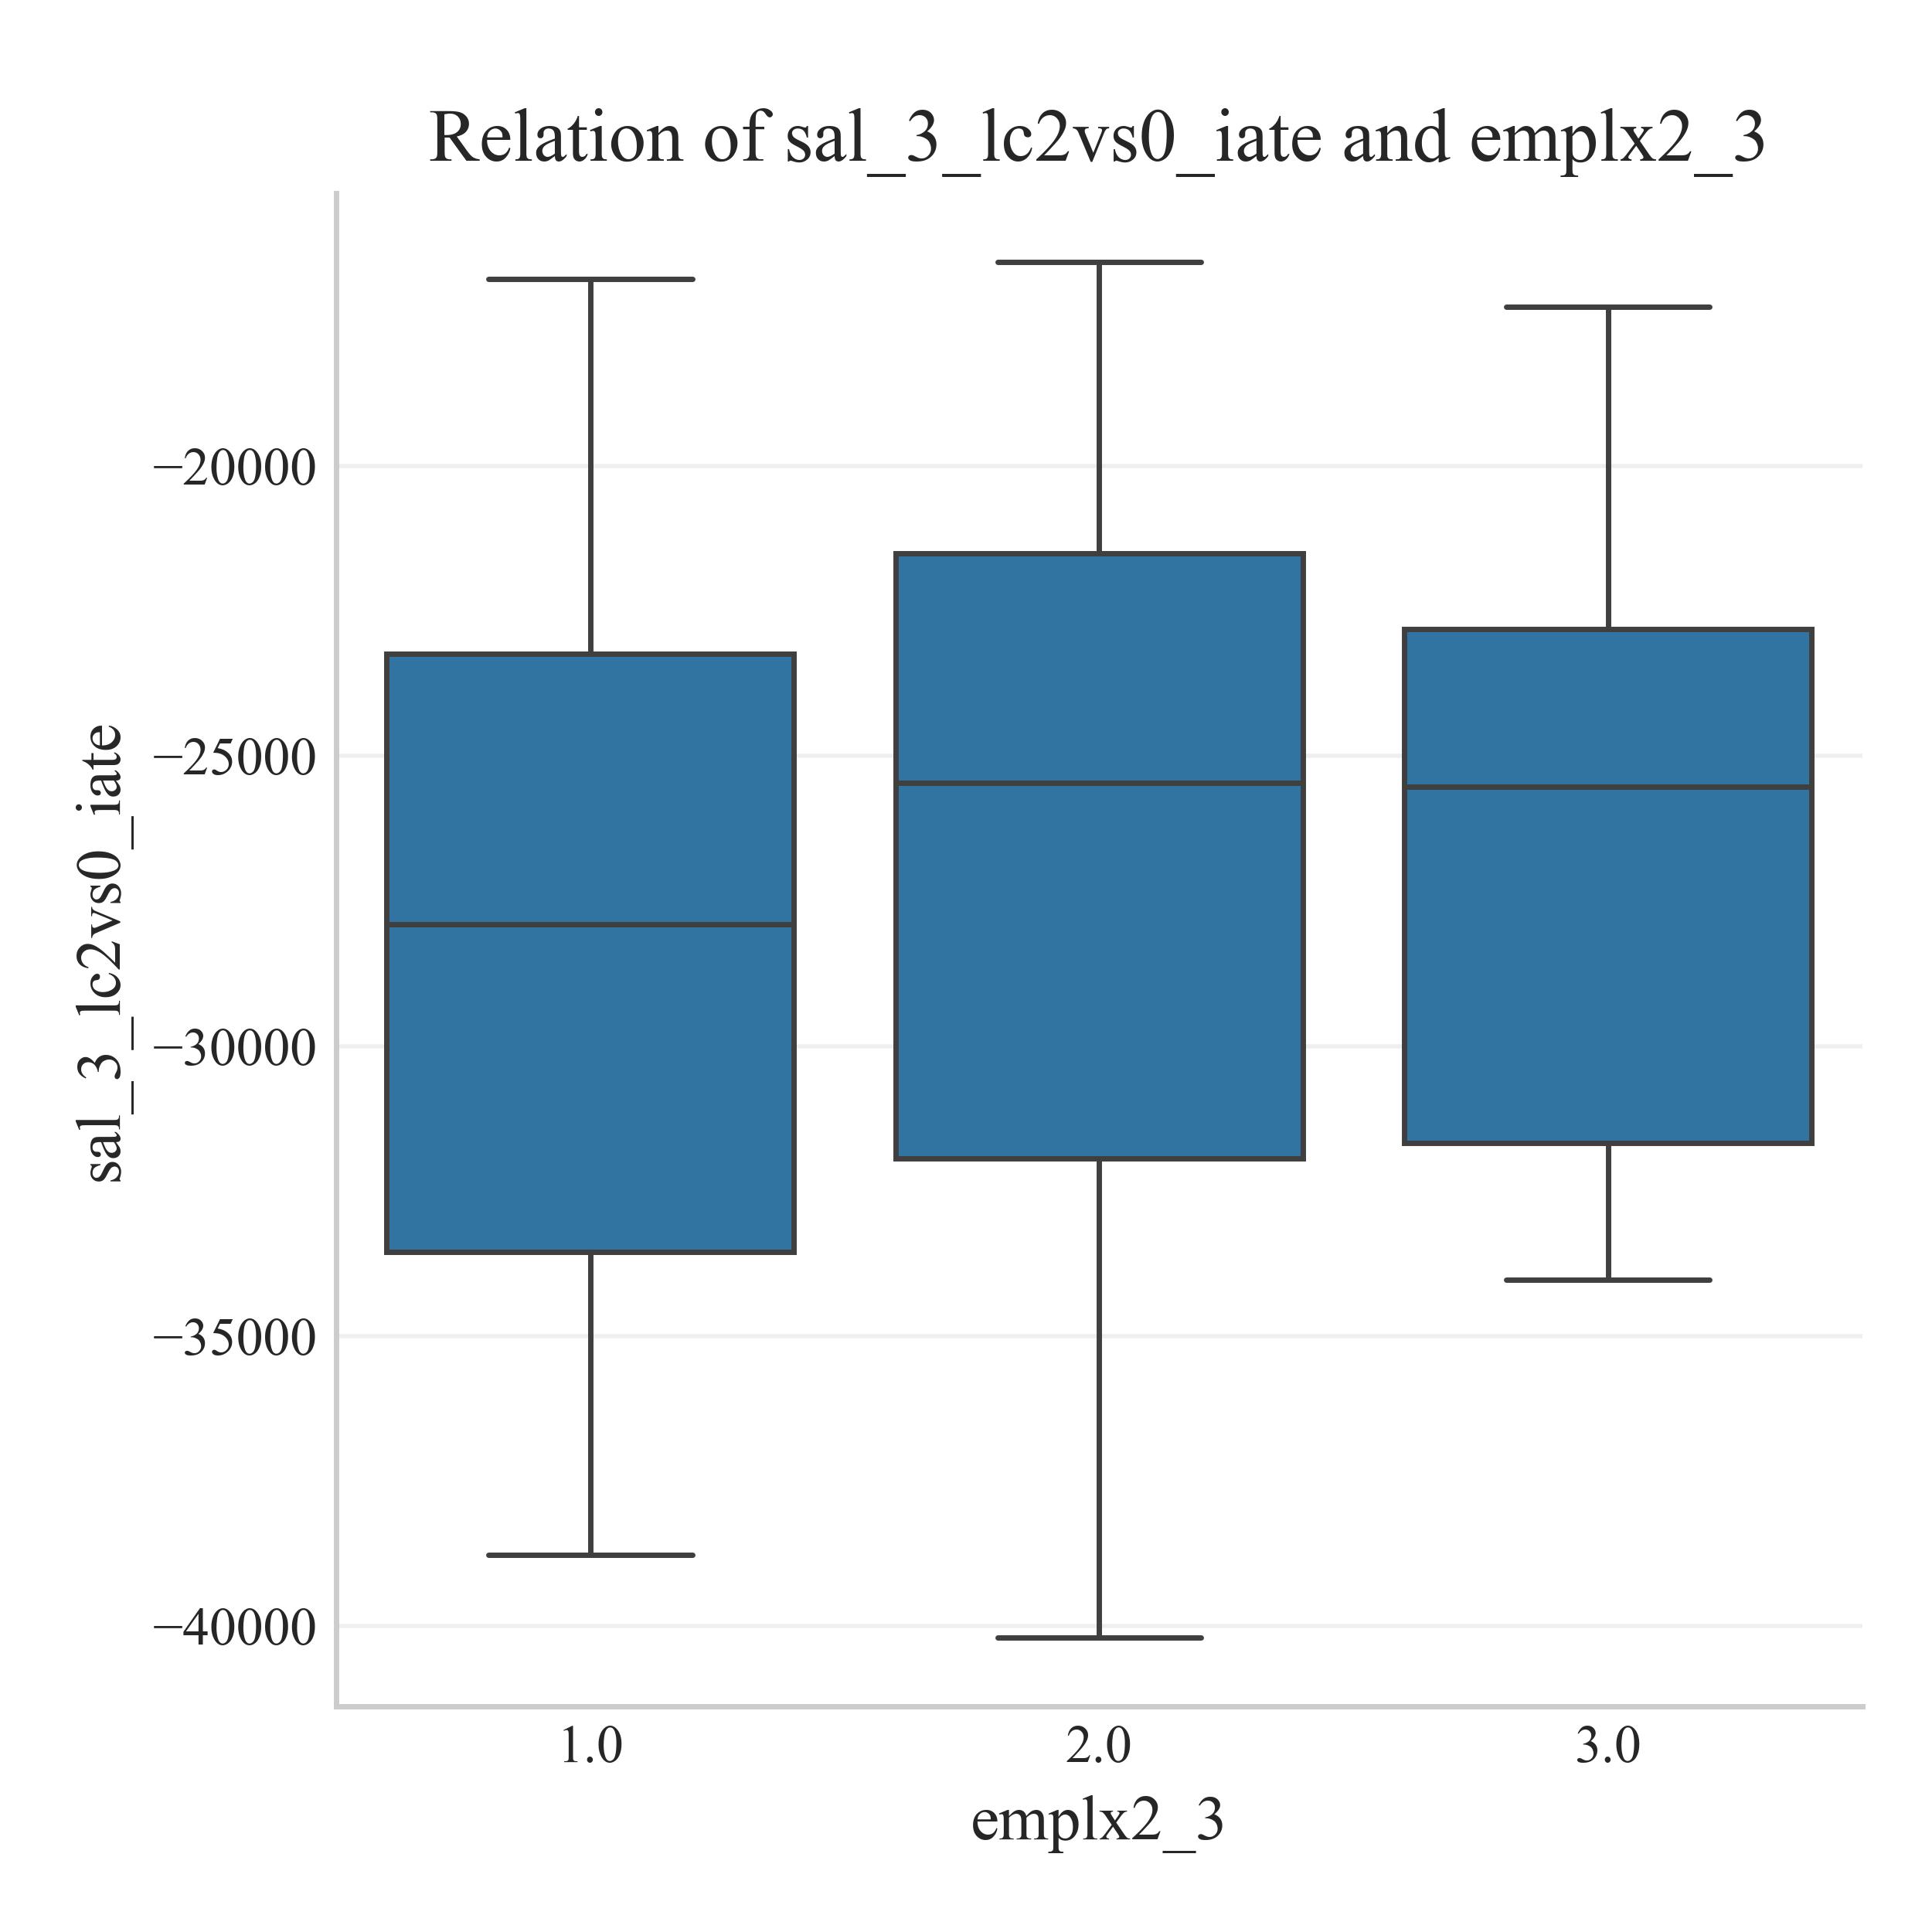 Relation of sal_3_lc2vs0_iate and emplx2_3
sal_3_lc2vs0_iate
−20000
−25000
−30000
−35000
−40000
1.0 2.0 3.0
emplx2_3